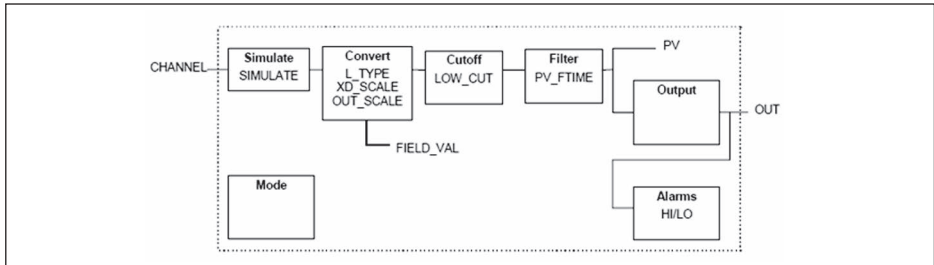 CHANNEL
Simulate
SIMULATE
Convert
L_TYPE
XD_SCALE
OUT_SCALE
Cutoff
LOW_CUT
Filter
PV_FTIME
PV
Output
OUT
FIELD_VAL
Mode
Alarms
HI/LO